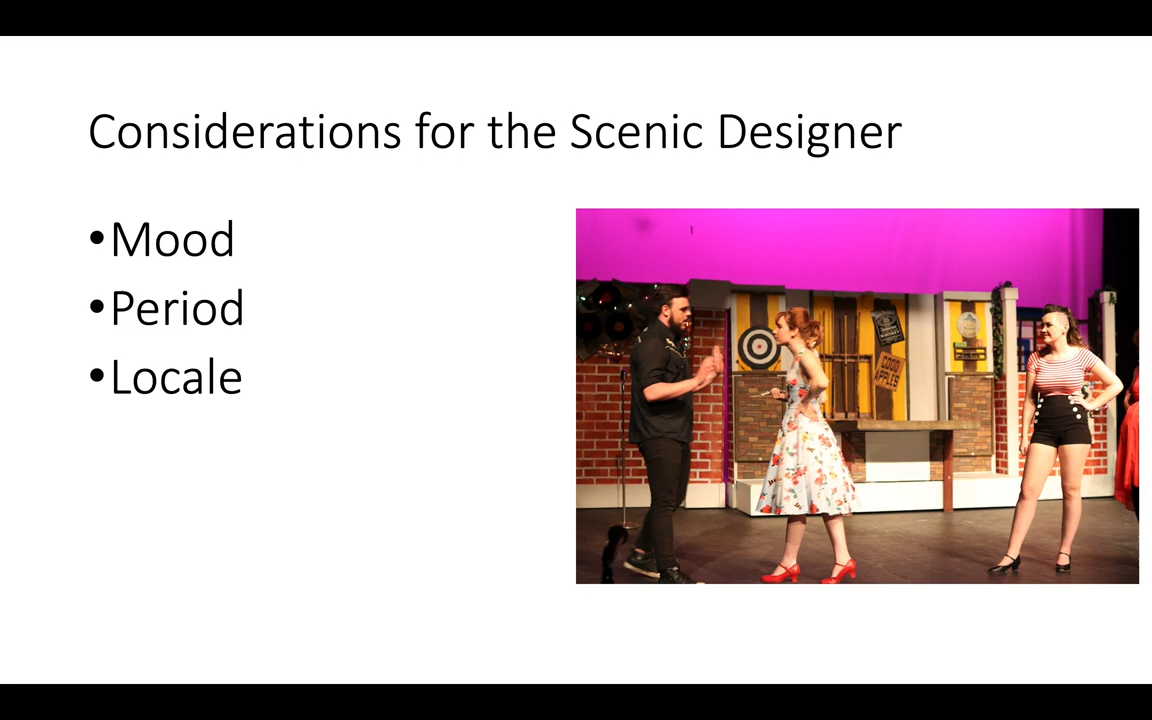 Considerations for the Scenic Designer
•Mood
•Period
•Locale
GOOD
APPLES